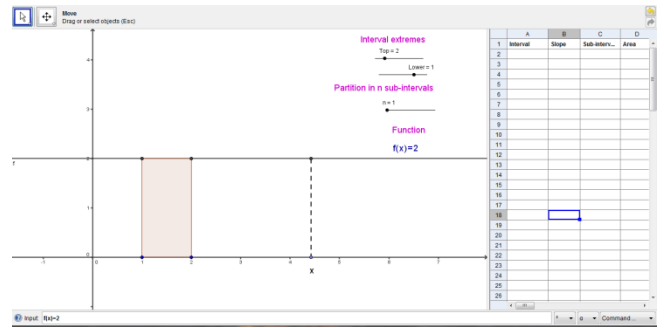 Move
Drag or select objects (Esc)
Interval extremes
Top = 2
Lower = 1
Partition in n sub-intervals
n = 1
Function
f(x)=2
4
3
2
1
0
f
-1 0 1 2 3 4 5 6 7
x
A B C D
1 Interval Slope Sub-interv... Area
2
3
4
5
6
7
8
9
10
11
12
13
14
15
16
17
18
19
20
21
22
23
24
25
26
Input: f(x)=2
Command...